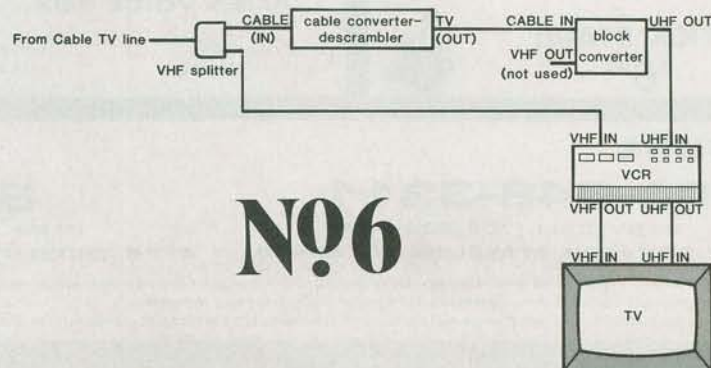 From Cable TV line
VHF splitter
CABLE
(IN)
cable converter-
descrambler
TV
(OUT)
CABLE IN
VHF OUT
(not used)
block
converter
UHF OUT
VHF IN UHF IN
VCR
VHF OUT UHF OUT
VHF IN UHF IN
TV
Nº6